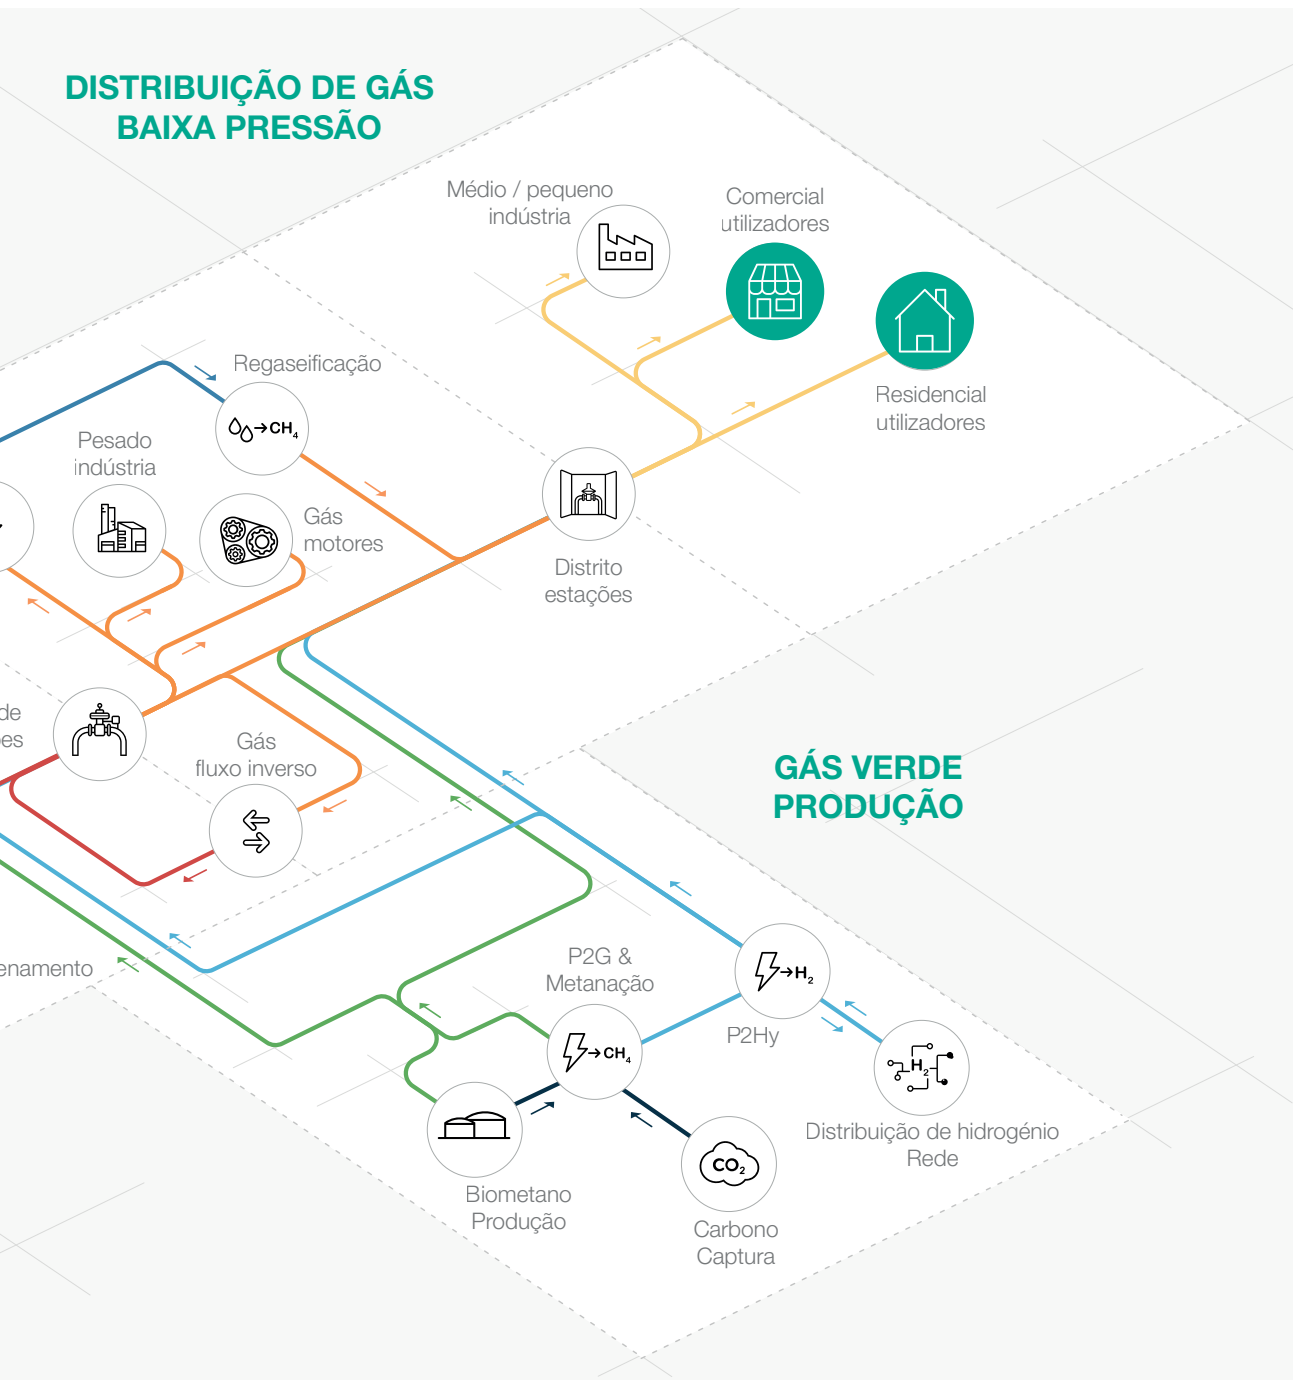 DISTRIBUIÇÃO DE GÁS
BAIXA PRESSÃO
Médio / pequeno
indústria
Comercial
utilizadores
Residencial
utilizadores
Regaseificação
→CH₄
Pesado
indústria
Gás
motores
Distrito
estações
de
Gás
fluxo inverso
GÁS VERDE
PRODUÇÃO
P2G &
Metanação
→CH₄
→H₂
P2Hy
H₂
Distribuição de hidrogénio
Rede
Biometano
Produção
CO₂
Carbono
Captura